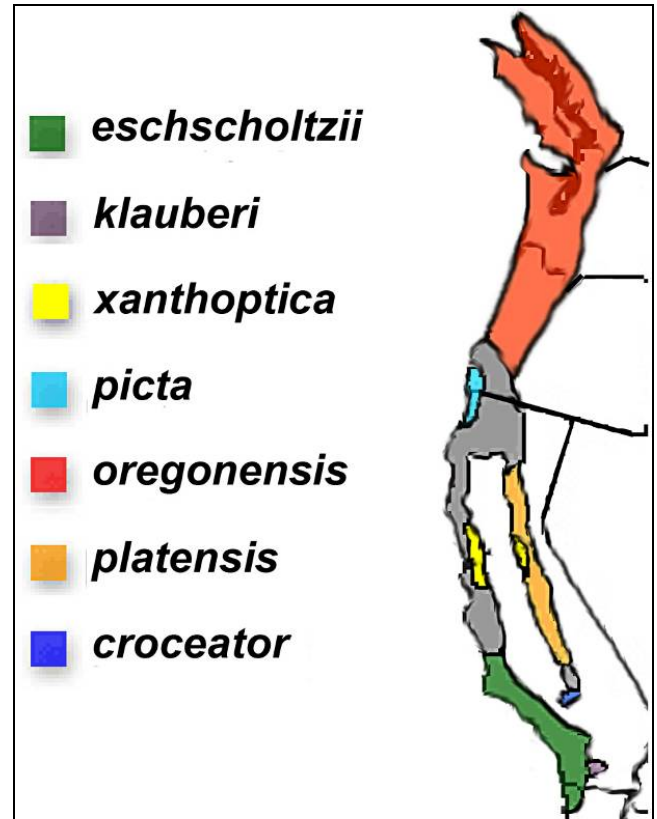 eschscholtzii
klauberi
xanthoptica
picta
oregonensis
platensis
croceator